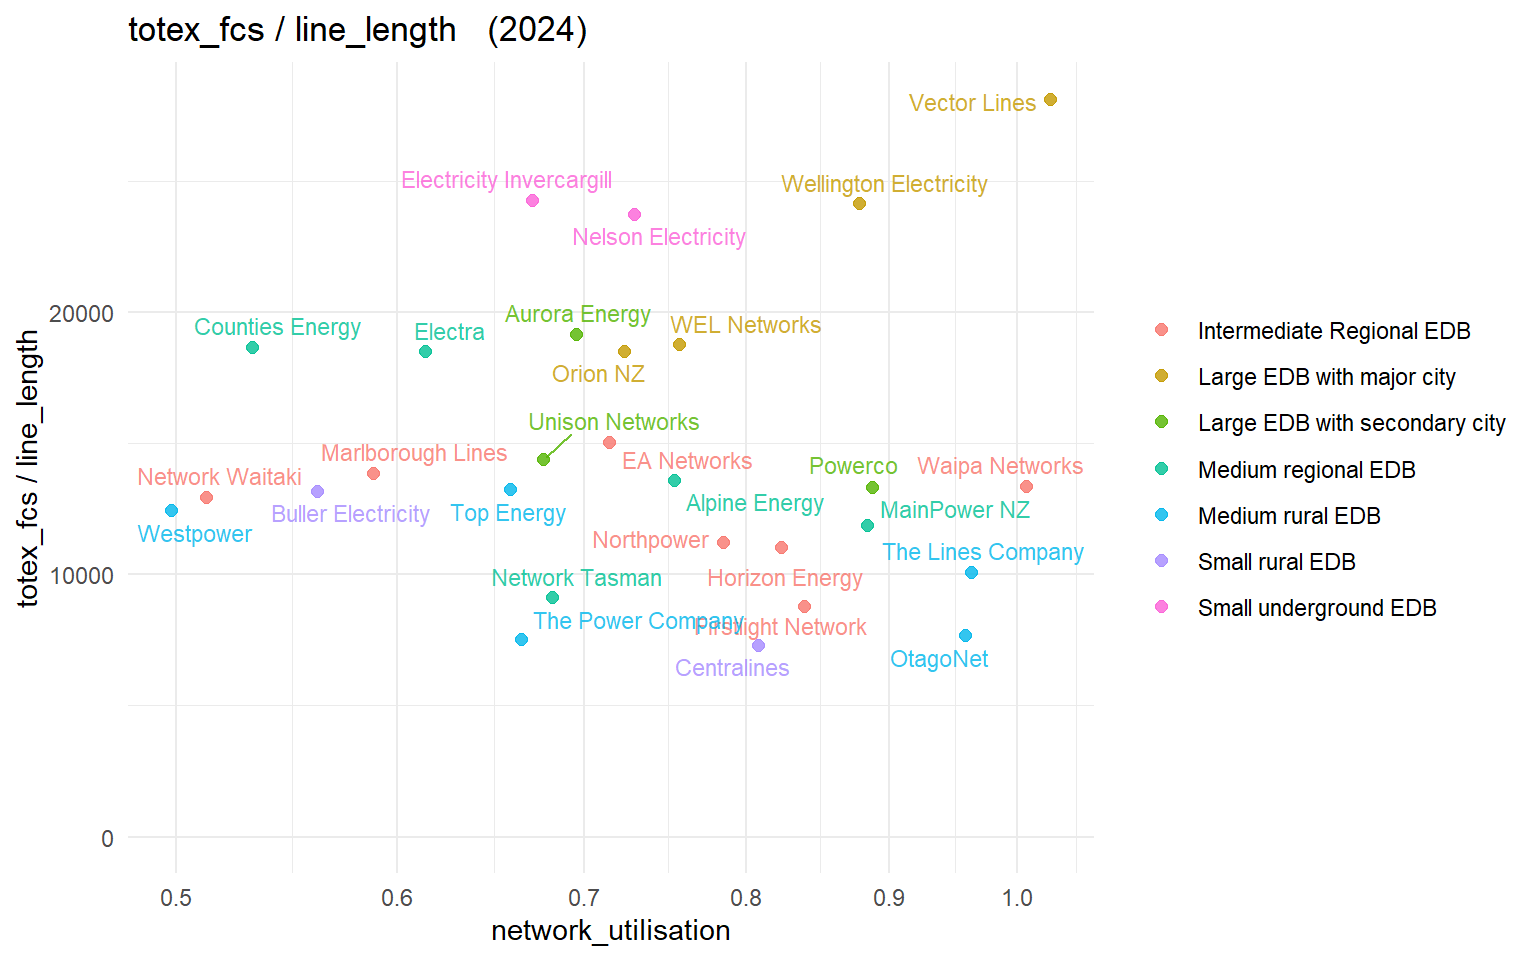 totex_fcs / line_length (2024)
Vector Lines
Electricity Invercargill
Wellington Electricity
Nelson Electricity
20000
Aurora Energy
Counties Energy
Electra
WEL Networks
Orion NZ
Unison Networks
Marlborough Lines
EA Networks
Powerco
Waipa Networks
Network Waitaki
Alpine Energy
Buller Electricity
Top Energy
MainPower NZ
Westpower
Northpower
The Lines Company
10000
Network Tasman
Horizon Energy
The Power Company
Firstlight Network
OtagoNet
Centralines
0
0.5 0.6 0.7 0.8 0.9 1.0
network_utilisation
totex_fcs / line_length
Intermediate Regional EDB
Large EDB with major city
Large EDB with secondary city
Medium regional EDB
Medium rural EDB
Small rural EDB
Small underground EDB